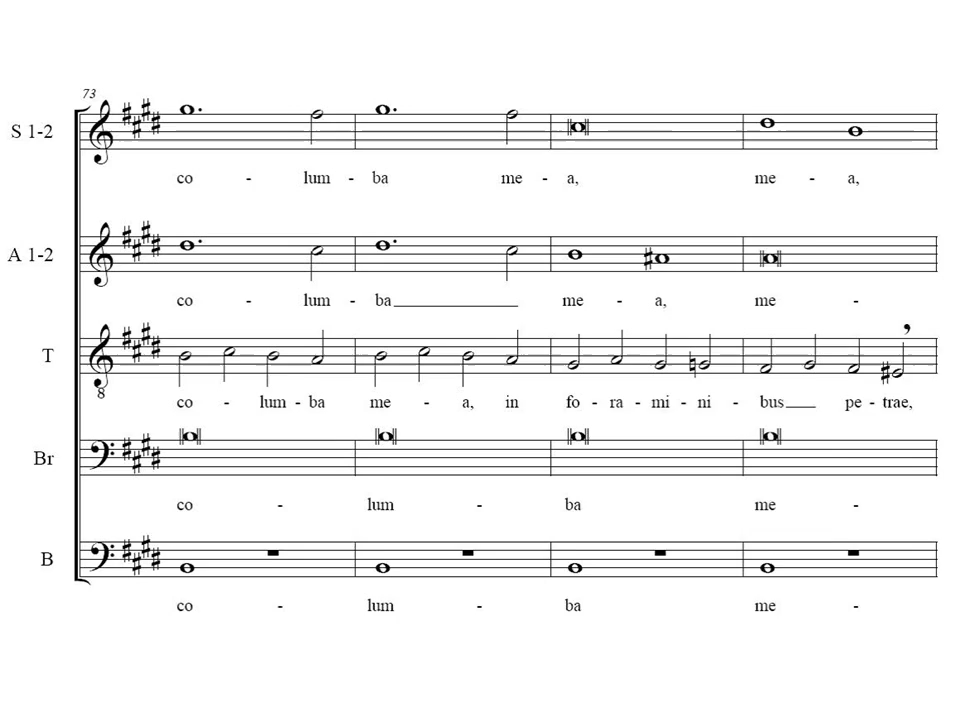 73
S 1-2
co - lum - ba me - a, me - a,
A 1-2
co - lum - ba me - a, me -
T
8
co - lum - ba me - a, in fo - ra - mi - ni - bus pe - trae,
Br
co - lum - ba me -
B
co - lum - ba me -